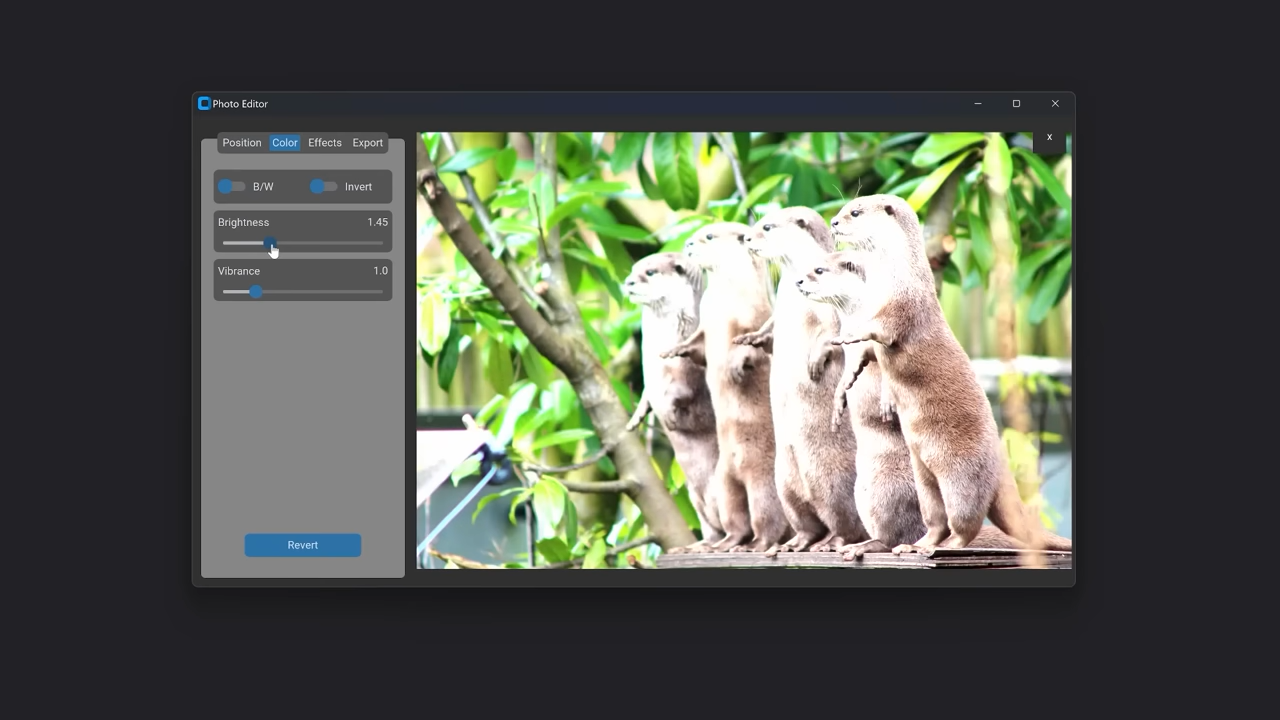 Photo Editor
Position Color Effects Export
x
B/W Invert
Brightness 1.45
Vibrance 1.0
Revert